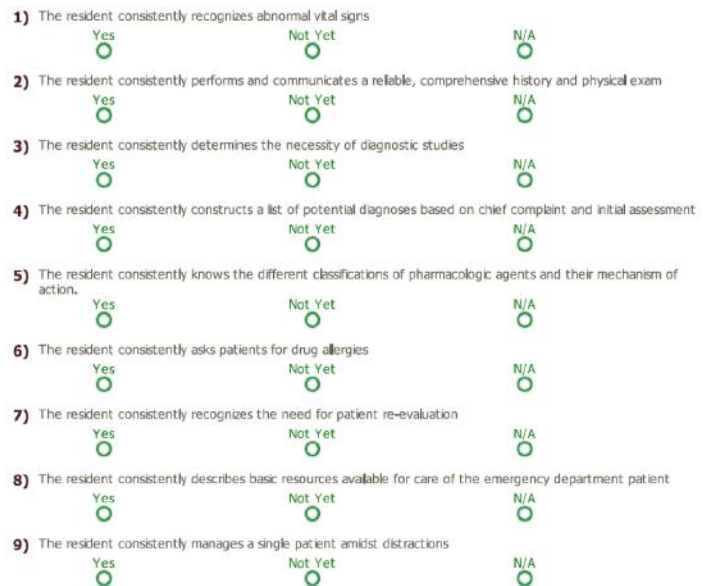 1) The resident consistently recognizes abnormal vital signs
Yes Not Yet N/A
2) The resident consistently performs and communicates a reliable, comprehensive history and physical exam
Yes Not Yet N/A
3) The resident consistently determines the necessity of diagnostic studies
Yes Not Yet N/A
4) The resident consistently constructs a list of potential diagnoses based on chief complaint and initial assessment
Yes Not Yet N/A
5) The resident consistently knows the different classifications of pharmacologic agents and their mechanism of
action.
Yes Not Yet N/A
6) The resident consistently asks patients for drug allergies
Yes Not Yet N/A
7) The resident consistently recognizes the need for patient re-evaluation
Yes Not Yet N/A
8) The resident consistently describes basic resources available for care of the emergency department patient
Yes Not Yet N/A
9) The resident consistently manages a single patient amidst distractions
Yes Not Yet N/A